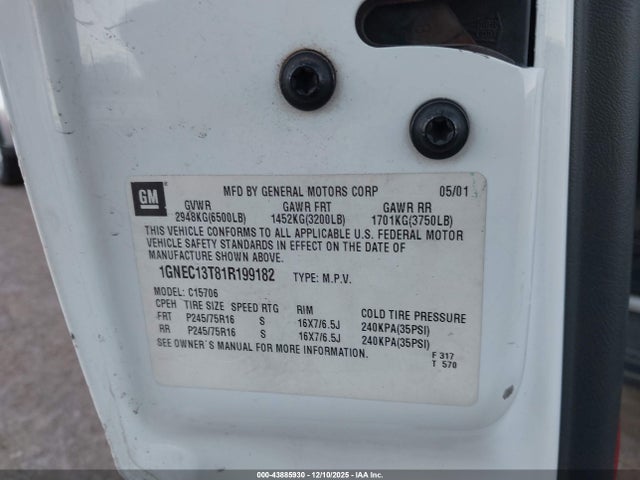 MFD BY GENERAL MOTORS CORP 05/01
GM
GVWR GAWR FRT GAWR RR
2948KG(6500LB) 1452KG(3200LB) 1701KG(3750LB)
THIS VEHICLE CONFORMS TO ALL APPLICABLE U.S. FEDERAL MOTOR
VEHICLE SAFETY STANDARDS IN EFFECT ON THE DATE OF
MANUFACTURE SHOWN ABOVE.
1GNEC13T81R199182 TYPE: M.P.V.
MODEL: C15706
CPEH TIRE SIZE SPEED RTG RIM COLD TIRE PRESSURE
FRT P245/75R16 S 16X7/6.5J 240KPA(35PSI)
RR P245/75R16 S 16X7/6.5J 240KPA(35PSI)
SEE OWNER'S MANUAL FOR MORE INFORMATION.
F 317
T 570
000-43885930 - 12/10/2025 - IAA Inc.